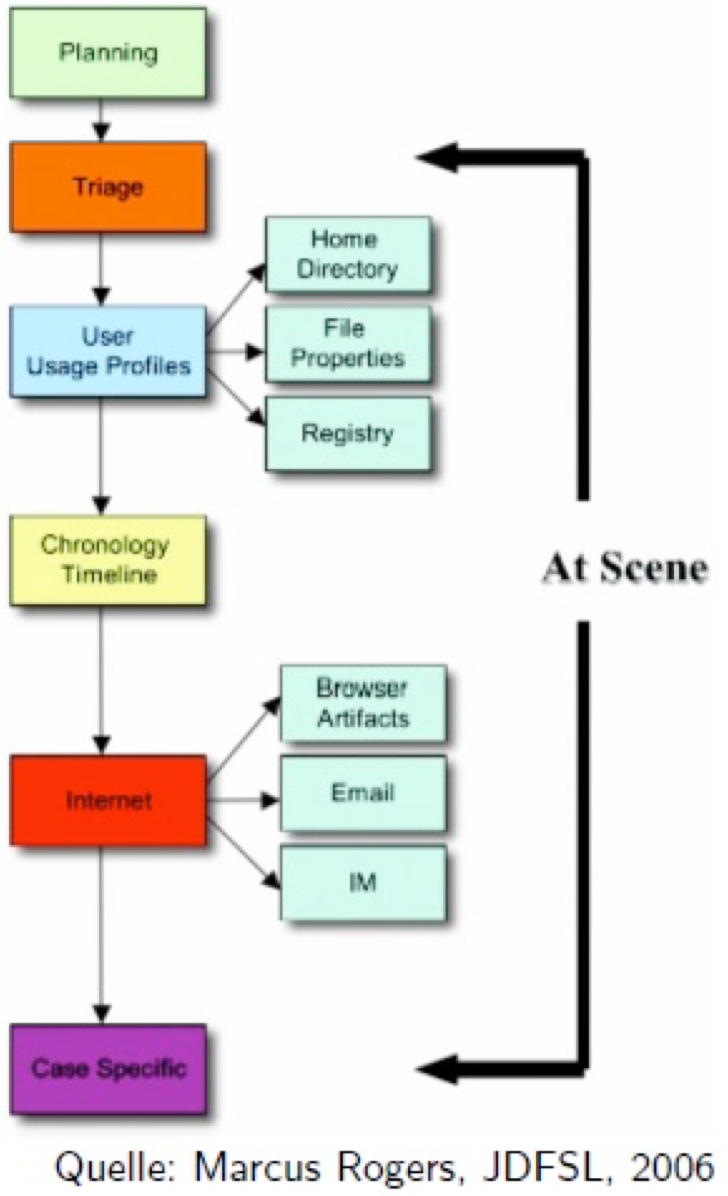 Planning
Triage
User
Usage Profiles
Home
Directory
File
Properties
Registry
Chronology
Timeline
At Scene
Internet
Browser
Artifacts
Email
IM
Case Specific
Quelle: Marcus Rogers, JDFSL, 2006